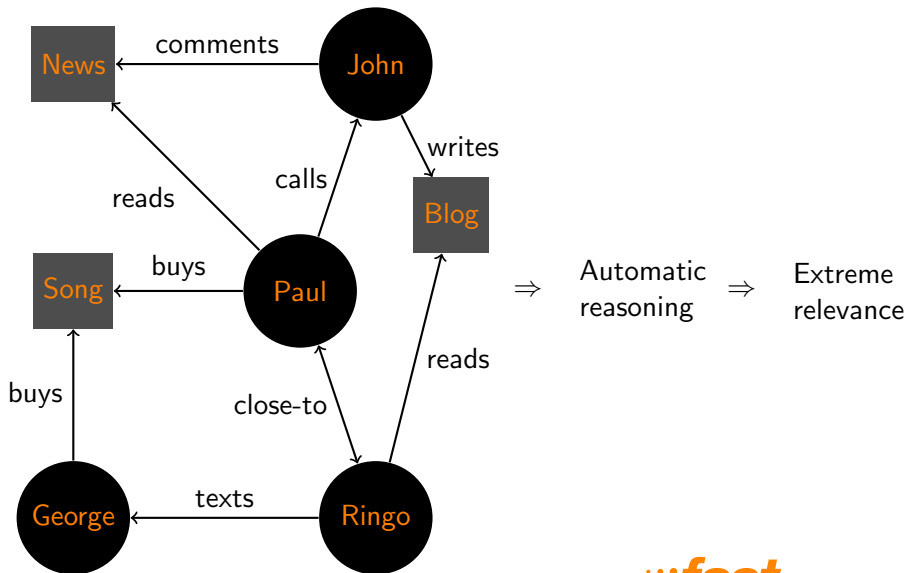 comments
News
John
writes
calls
reads
Blog
buys
Song
Paul
⇒
Automatic
reasoning
⇒
Extreme
relevance
reads
buys
close-to
texts
George
Ringo
fast